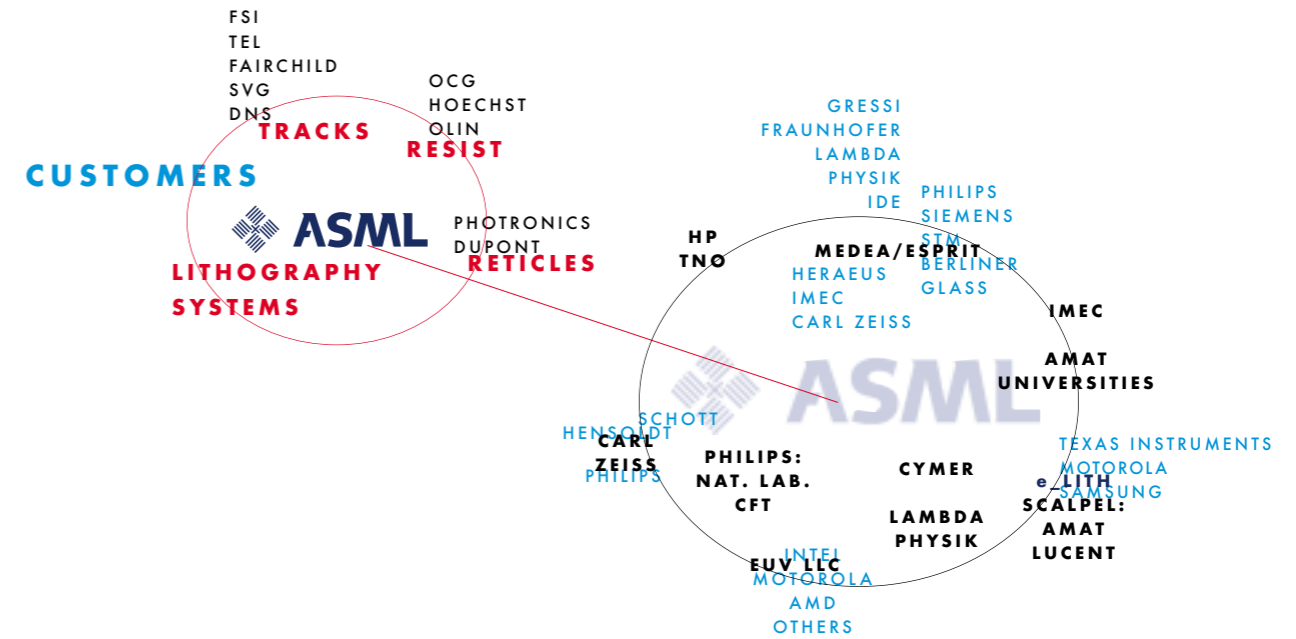 FSI
TEL
FAIRCHILD
SVG
DNS
TRACKS
OCG
HOECHST
OLIN
RESIST
CUSTOMERS
ASML
PHOTRONICS
DUPONT
RETICLES
LITHOGRAPHY
SYSTEMS
GRESSI
FRAUNHOFER
LAMBDA
PHYSIK
IDE
PHILIPS
SIEMENS
STM
BERLINER
GLASS
HP
TNO
MEDEA/ESPRIT
HERAEUS
IMEC
CARL ZEISS
IMEC
AMAT
UNIVERSITIES
ASML
SCHOTT
HENSOLDT
CARL
ZEISS
PHILIPS
PHILIPS:
NAT. LAB.
CFT
CYMER
LAMBDA
PHYSIK
TEXAS INSTRUMENTS
MOTOROLA
SAMSUNG
e_LITH
SCALPEL:
AMAT
LUCENT
EUV LLC
INTEL
MOTOROLA
AMD
OTHERS